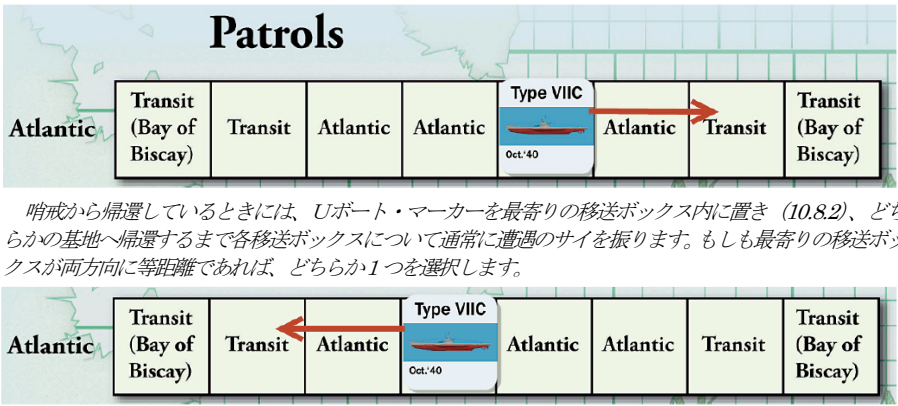 Patrols
Atlantic Transit (Bay of Biscay) Transit Atlantic Atlantic Type VIIC Oct.'40 Atlantic Transit Transit (Bay of Biscay)
哨戒から帰還しているときには、Uボート・マーカーを最寄りの移送ボックス内に置き（10.8.2）、どち
らかの基地へ帰還するまで各移送ボックスについて通常に遭遇のサイを振ります。もしも最寄りの移送ボッ
クスが両方向に等距離であれば、どちらか１つを選択します。
Atlantic Transit (Bay of Biscay) Transit Atlantic Type VIIC Oct.'40 Atlantic Atlantic Transit Transit (Bay of Biscay)